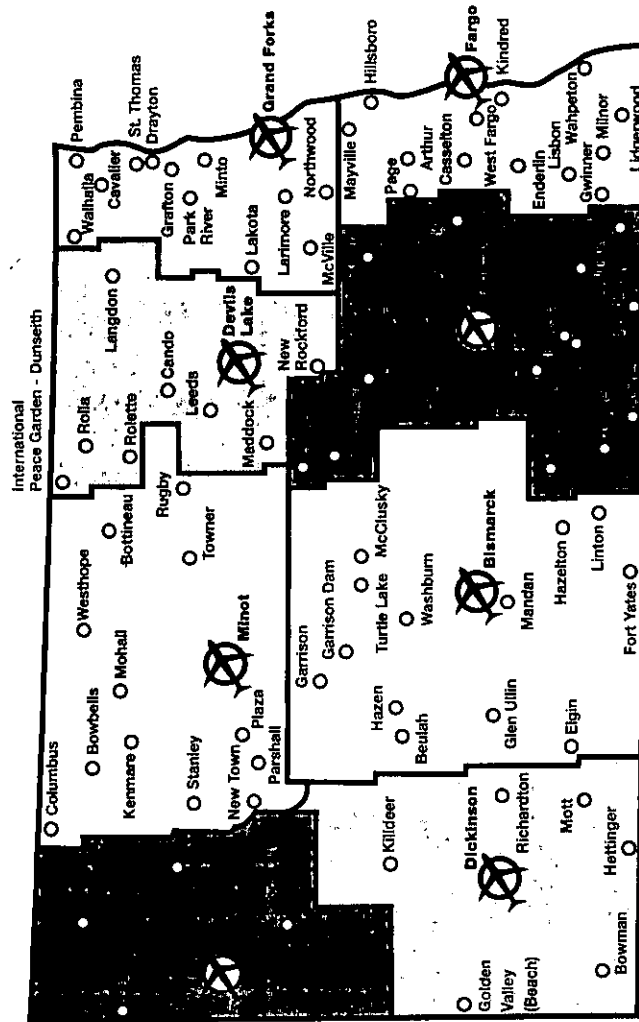 International
Peace Garden - Dunseith
Columbus
Bowbells
Mohall
Kenmare
Westhope
Bottineau
Stanley
New Town
Plaza
Parshall
Minot
Towner
Rugby
Rolla
Rolette
Langdon
Cando
Leeds
Devils
Lake
Maddock
New
Rockford
Walhalla
Pembina
Cavalier
St. Thomas
Drayton
Grafton
Park
River
Minto
Lakota
Grand Forks
Larimore
Northwood
McVille
Killdeer
Dickinson
Richardton
Golden
Valley
(Beach)
Mott
Hettinger
Bowman
Garrison
Garrison Dam
Turtle Lake
McClusky
Hazen
Beulah
Washburn
Bismarck
Mandan
Glen Ullin
Elgin
Hazelton
Linton
Fort Yates
Mayville
Hillsboro
Page
Arthur
Casselton
West Fargo
Fargo
Kindred
Enderlin
Lisbon
Wahpeton
Gwinner
Milnor
Lidgerwood